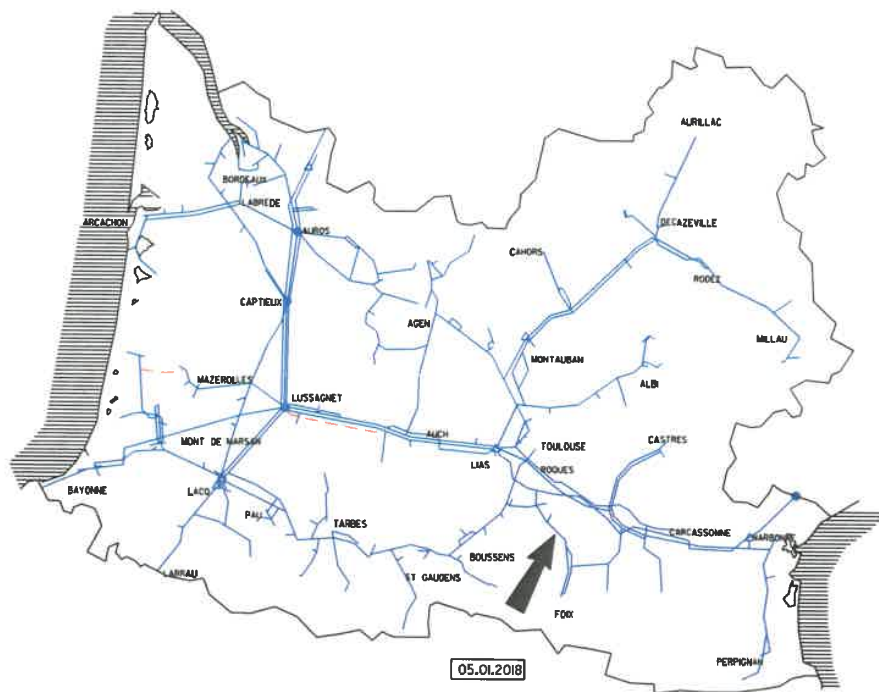 AURILLAC
BORDEAUX
LABREDE
ARCACHON
DECAZEVILLE
AUROS
CAHORS
RODEZ
CAPTIEUX
AGEN
MONTAUBAN
MILLAU
MAZEROLLES
ALBI
LUSSAGNET
MONT DE MARSAN
AUCH
TOULOUSE
CASTRES
LIAS
ROQUES
BAYONNE
LACQ
PAU
TARBES
CARCASSONNE
BOUSSENS
LARRAU
ST GAUDENS
FOIX
PERPIGNAN
05.01.2018